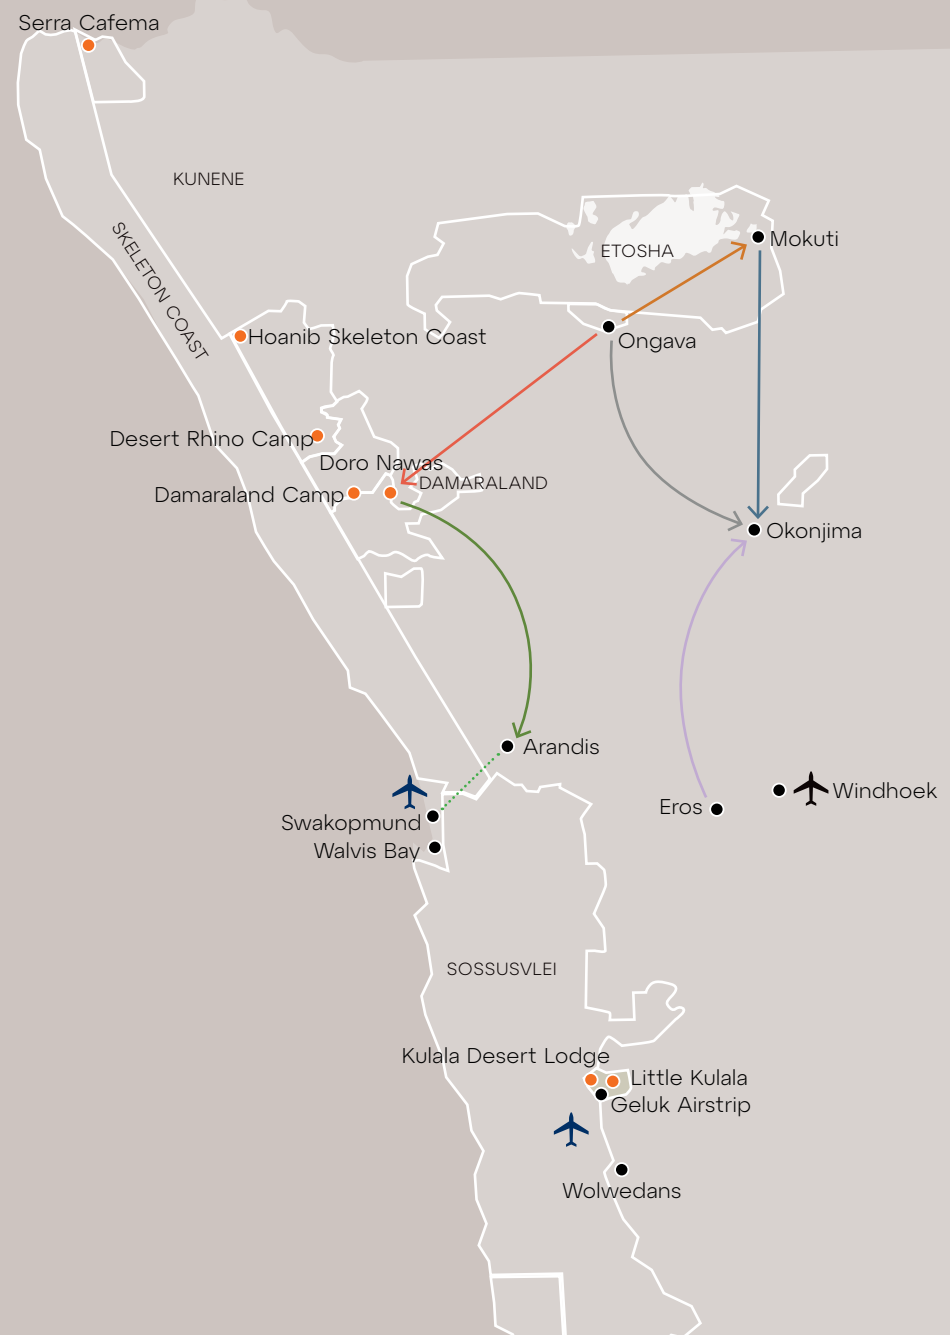 Serra Cafema
KUNENE
SKELETON COAST
Mokuti
ETOSHA
Hoanib Skeleton Coast
Ongava
Desert Rhino Camp
Doro Nawas
DAMARALAND
Damaraland Camp
Okonjima
Arandis
Windhoek
Eros
Swakopmund
Walvis Bay
SOSSUSVLEI
Kulala Desert Lodge
Little Kulala
Geluk Airstrip
Wolwedans